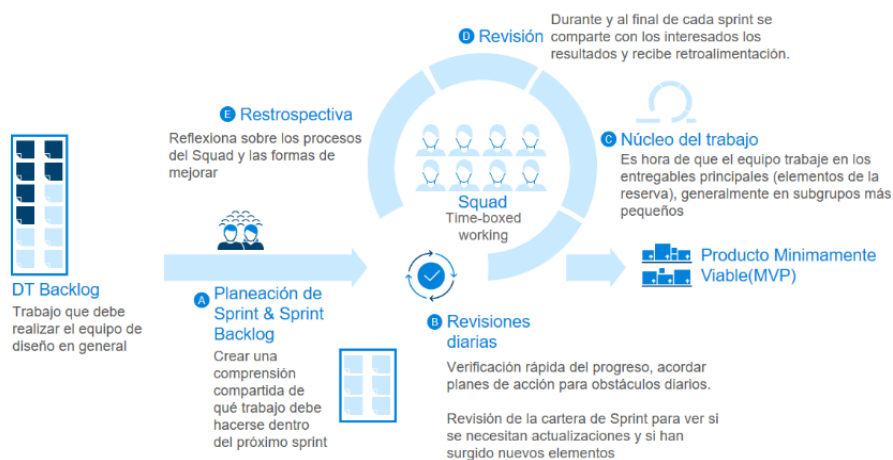 D Revisión
Durante y al final de cada sprint se
comparte con los interesados los
resultados y recibe retroalimentación.
E Restrospectiva
Reflexiona sobre los procesos
del Squad y las formas de
mejorar
Squad
Time-boxed
working
C Núcleo del trabajo
Es hora de que el equipo trabaje en los
entregables principales (elementos de la
reserva), generalmente en subgrupos más
pequeños
DT Backlog
Trabajo que debe
realizar el equipo de
diseño en general
A Planeación de
Sprint & Sprint
Backlog
Crear una
comprensión
compartida de
qué trabajo debe
hacerse dentro
del próximo sprint
B Revisiones
diarias
Verificación rápida del progreso, acordar
planes de acción para obstáculos diarios.
Revisión de la cartera de Sprint para ver si
se necesitan actualizaciones y si han
surgido nuevos elementos
Producto Minimamente
Viable(MVP)